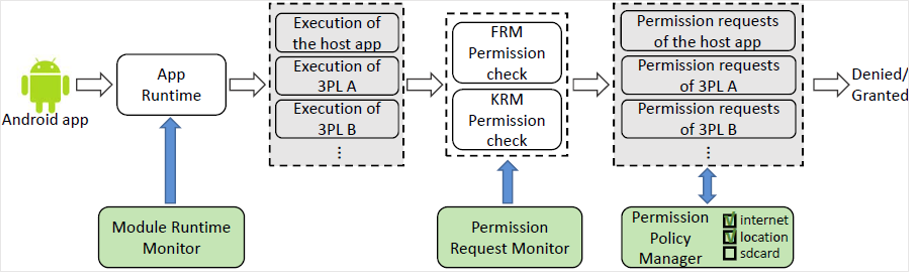 Android app
App
Runtime
Execution of
the host app
Execution of
3PL A
Execution of
3PL B
⋮
FRM
Permission
check
KRM
Permission
check
Permission requests
of the host app
Permission requests
of 3PL A
Permission requests
of 3PL B
⋮
Denied/
Granted
Module Runtime
Monitor
Permission
Request Monitor
Permission
Policy
Manager
internet
location
sdcard